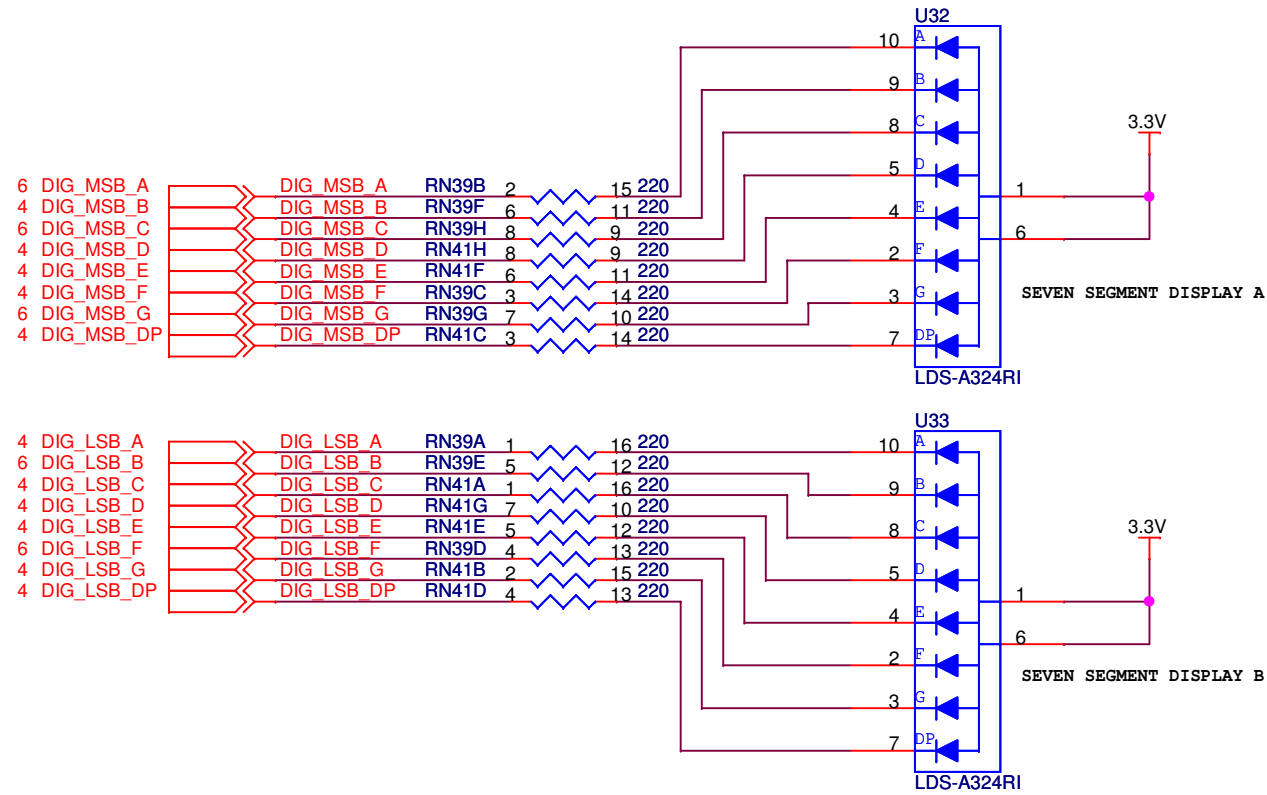 U32
10 A
9 B
8 C
3.3V
5 D
6 DIG_MSB_A DIG_MSB_A RN39B 2 15 220 1
4 DIG_MSB_B DIG_MSB_B RN39F 6 11 220 4 E
6 DIG_MSB_C DIG_MSB_C RN39H 8 9 220 6
4 DIG_MSB_D DIG_MSB_D RN41H 8 9 220 2 F
4 DIG_MSB_E DIG_MSB_E RN41F 6 11 220
4 DIG_MSB_F DIG_MSB_F RN39C 3 14 220 3 G SEVEN SEGMENT DISPLAY A
6 DIG_MSB_G DIG_MSB_G RN39G 7 10 220
4 DIG_MSB_DP DIG_MSB_DP RN41C 3 14 220 7 DP
LDS-A324RI
U33
4 DIG_LSB_A DIG_LSB_A RN39A 1 16 220 10 A
6 DIG_LSB_B DIG_LSB_B RN39E 5 12 220
4 DIG_LSB_C DIG_LSB_C RN41A 1 16 220 9 B
4 DIG_LSB_D DIG_LSB_D RN41G 7 10 220
4 DIG_LSB_E DIG_LSB_E RN41E 5 12 220 8 C 3.3V
6 DIG_LSB_F DIG_LSB_F RN39D 4 13 220
4 DIG_LSB_G DIG_LSB_G RN41B 2 15 220 5 D
4 DIG_LSB_DP DIG_LSB_DP RN41D 4 13 220 1
4 E
6
2 F
SEVEN SEGMENT DISPLAY B
3 G
7 DP
LDS-A324RI